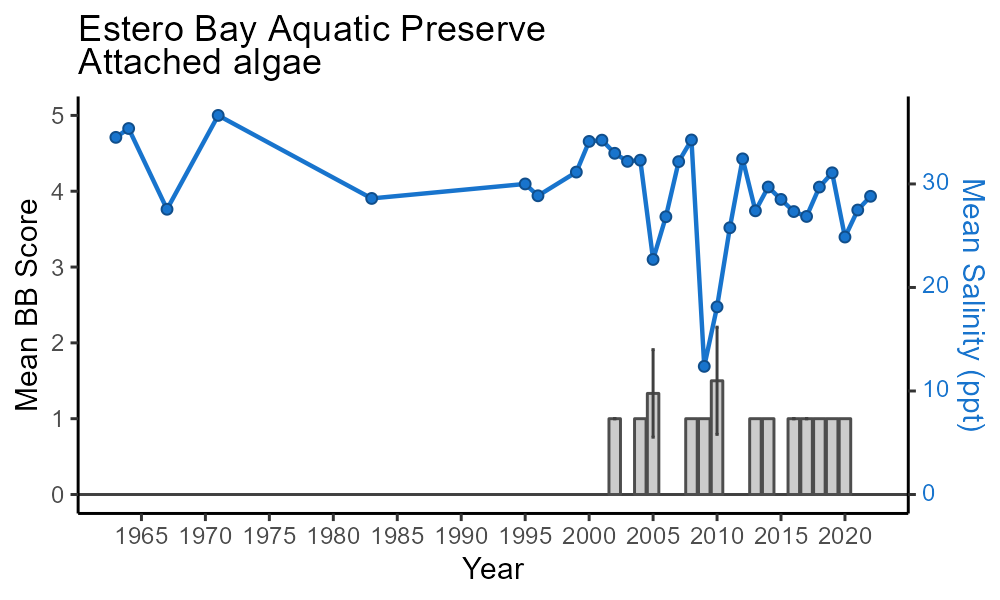 Estero Bay Aquatic Preserve
Attached algae
5
4
3
2
1
0
Mean BB Score
30
20
10
0
Mean Salinity (ppt)
1965 1970 1975 1980 1985 1990 1995 2000 2005 2010 2015 2020
Year